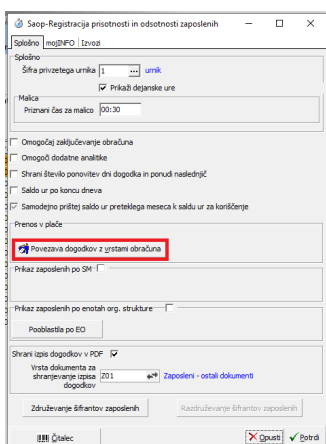 Saop-Registracija prisotnosti in odsotnosti zaposlenih
Splošno mojINFO Izvozi
Splošno
Šifra privzetega urnika 1 ... urnik
Prikaži dejanske ure
Malica
Priznani čas za malico 00:30
Omogočaj zaključevanje obračuna
Omogoči dodatne analitike
Shrani število ponovitev dni dogodka in ponudi naslednjič
Saldo ur po koncu dneva
Samodejno prištej saldo ur preteklega meseca k saldu ur za koriščenje
Prenos v plače
Povezava dogodkov z vrstami obračuna
Prikaz zaposlenih po SM
Prikaz zaposlenih po enotah org. strukture
Pooblastila po EO
Shrani izpis dogodkov v PDF
Vrsta dokumenta za
shranjevanje izpisa Z01 Zaposleni - ostali dokumenti
dogodkov
Združevanje šifrantov zaposlenih Razdruževanje šifrantov zaposlenih
Čitalec Opusti Potrdi